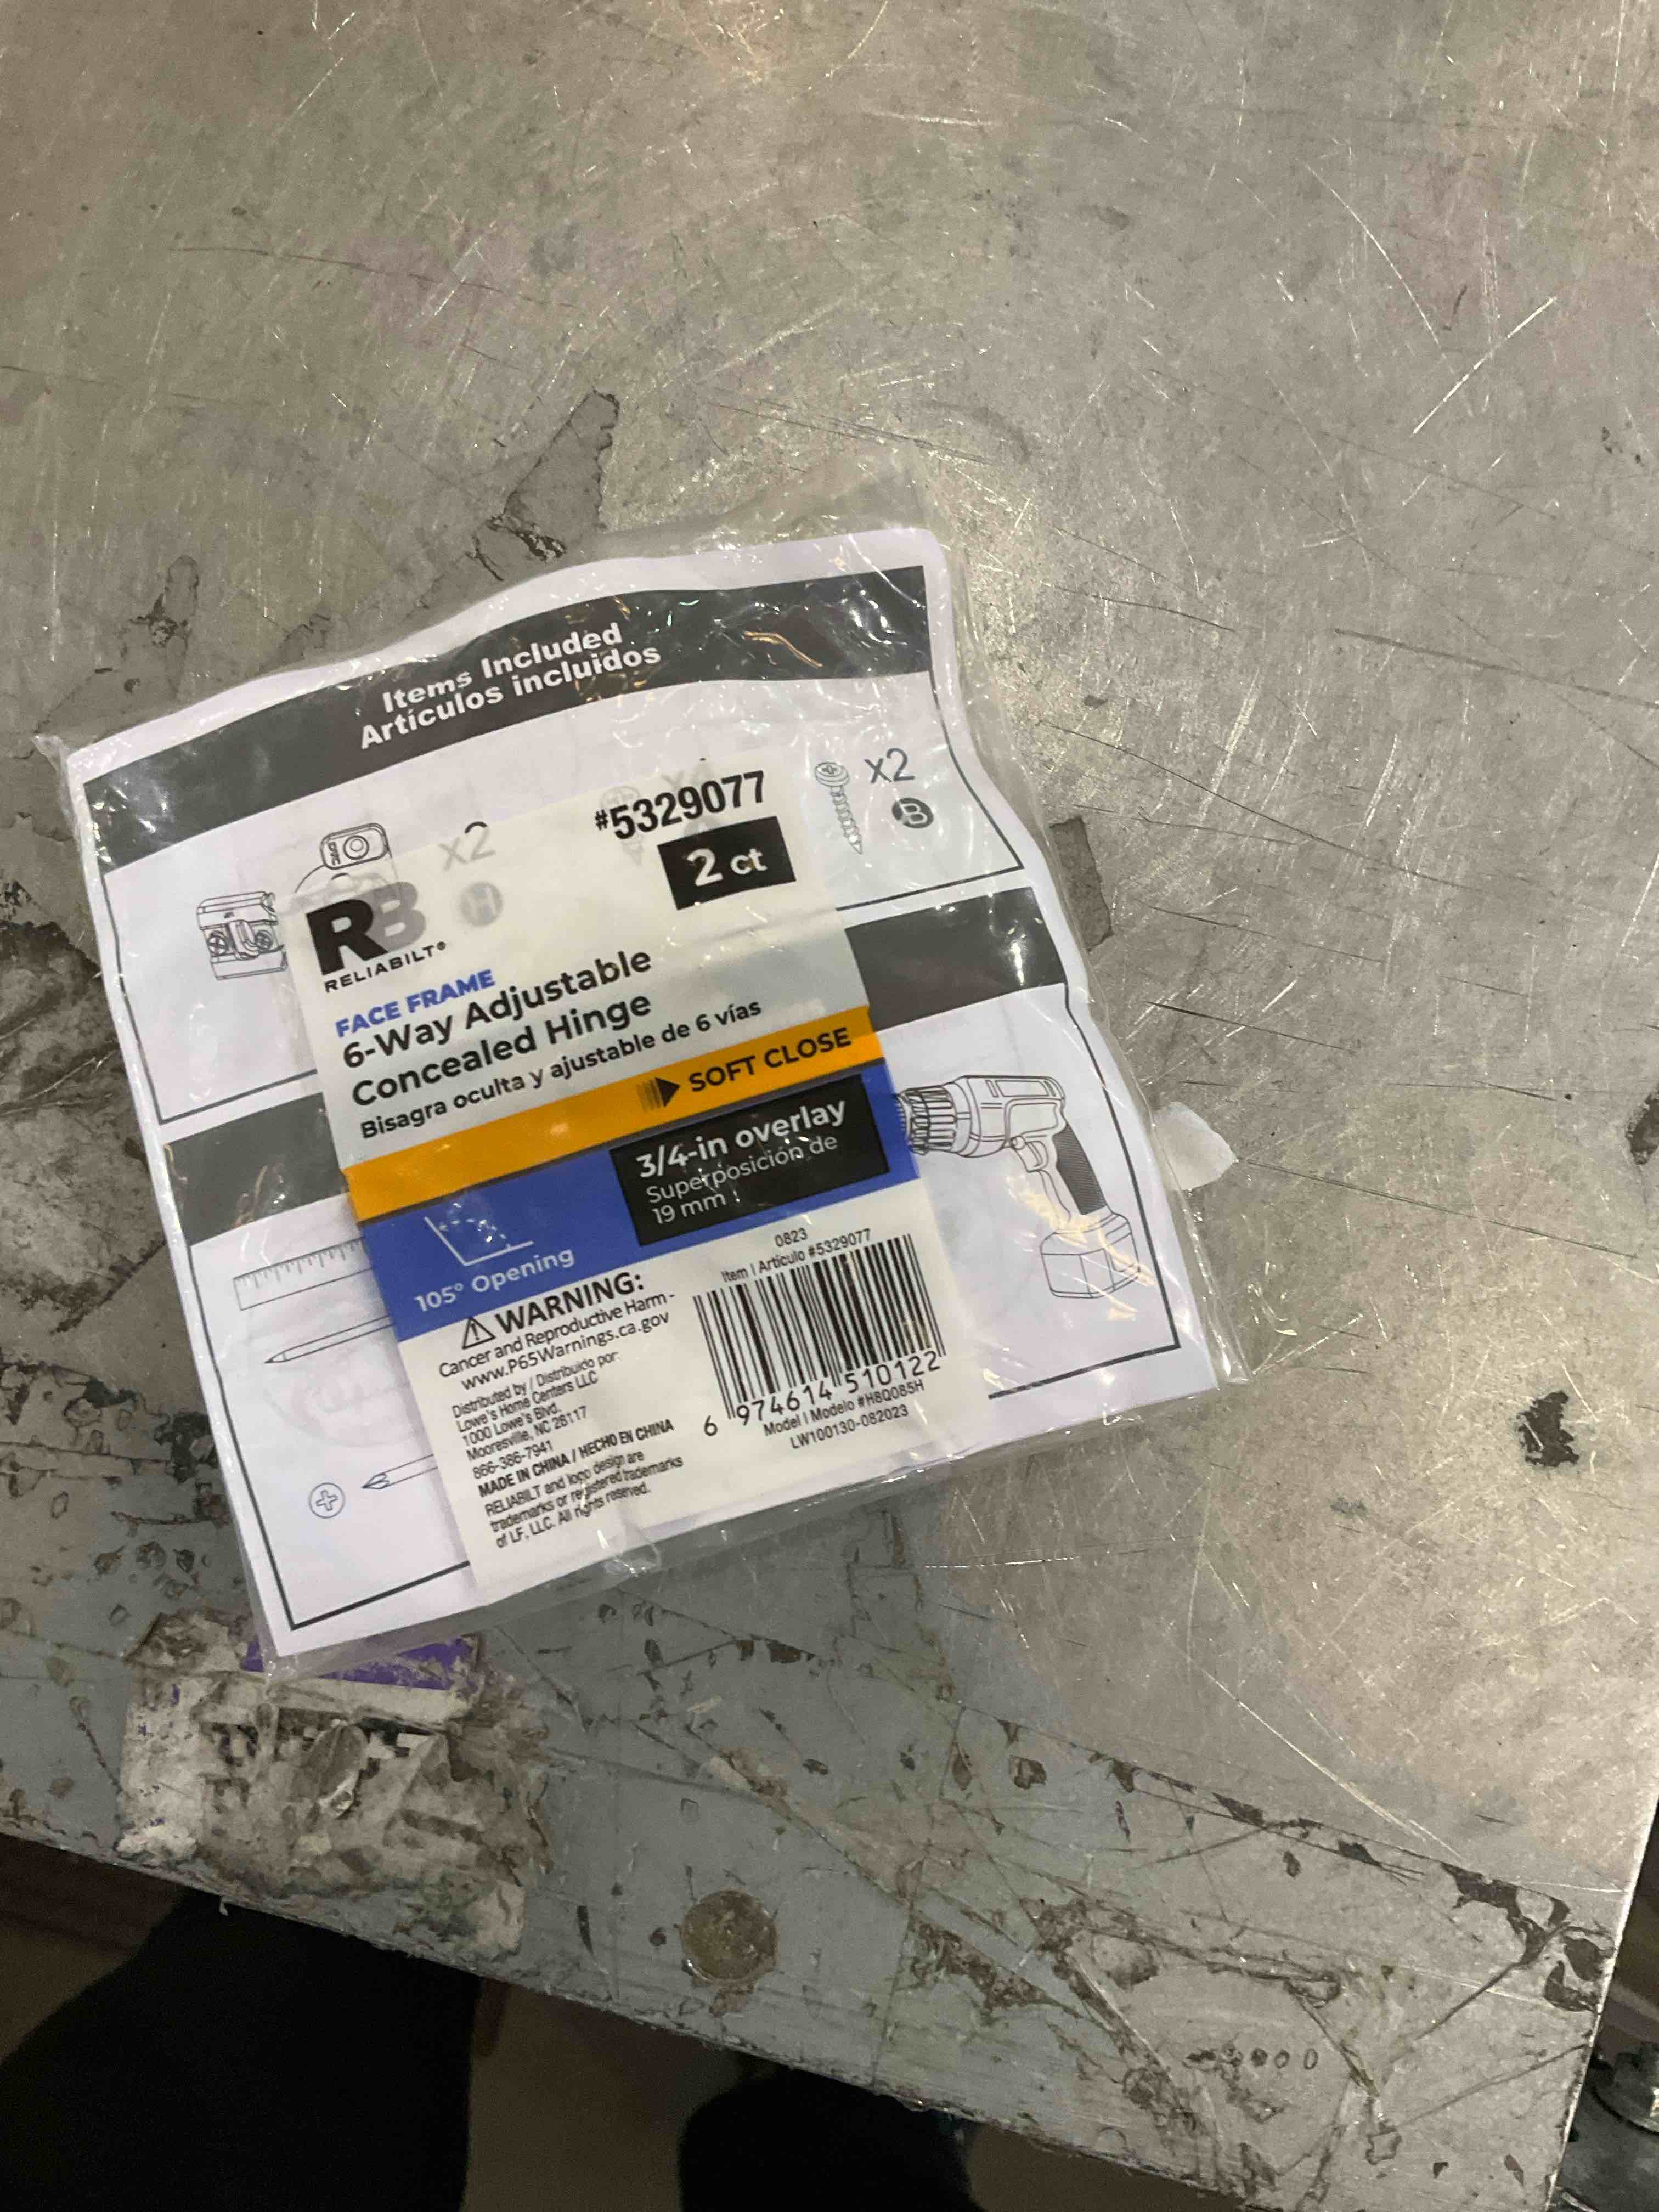 Items Included
Artículos incluidos
x2
H
#5329077
2 ct
x2
B
RB
RELIABILT®
FACE FRAME
6-Way Adjustable
Concealed Hinge
Bisagra oculta y ajustable de 6 vías
SOFT CLOSE
3/4-in overlay
Superposición de
19 mm
105° Opening
WARNING:
Cancer and Reproductive Harm -
www.P65Warnings.ca.gov
Distributed by / Distribuido por:
Lowe's Home Centers LLC
1000 Lowe's Blvd.
Mooresville, NC 28117
866-386-7941
MADE IN CHINA / HECHO EN CHINA
RELIABILT and logo design are
trademarks or registered trademarks
of LF, LLC. All rights reserved.
0823
Item | Artículo #5329077
6 974614 510122
Model | Modelo #H8Q085H
LW100130-082023